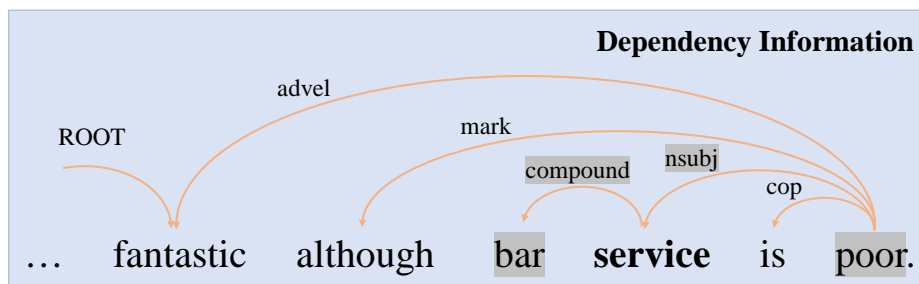 Dependency Information
advel
mark
ROOT
nsubj
compound
cop
… fantastic although bar service is poor.